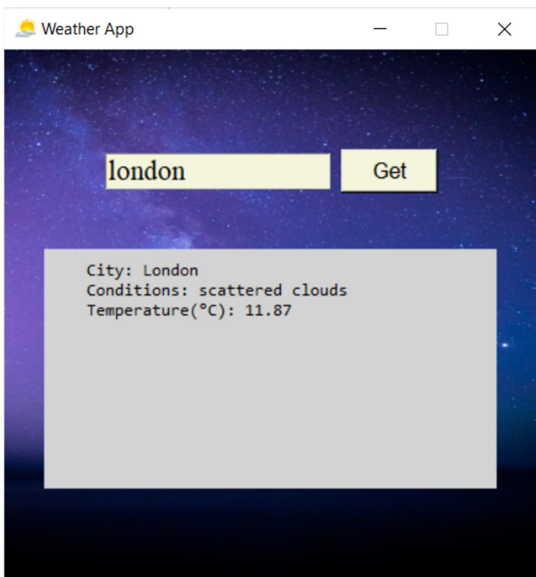 Weather App
london
Get
City: London
Conditions: scattered clouds
Temperature(°C): 11.87